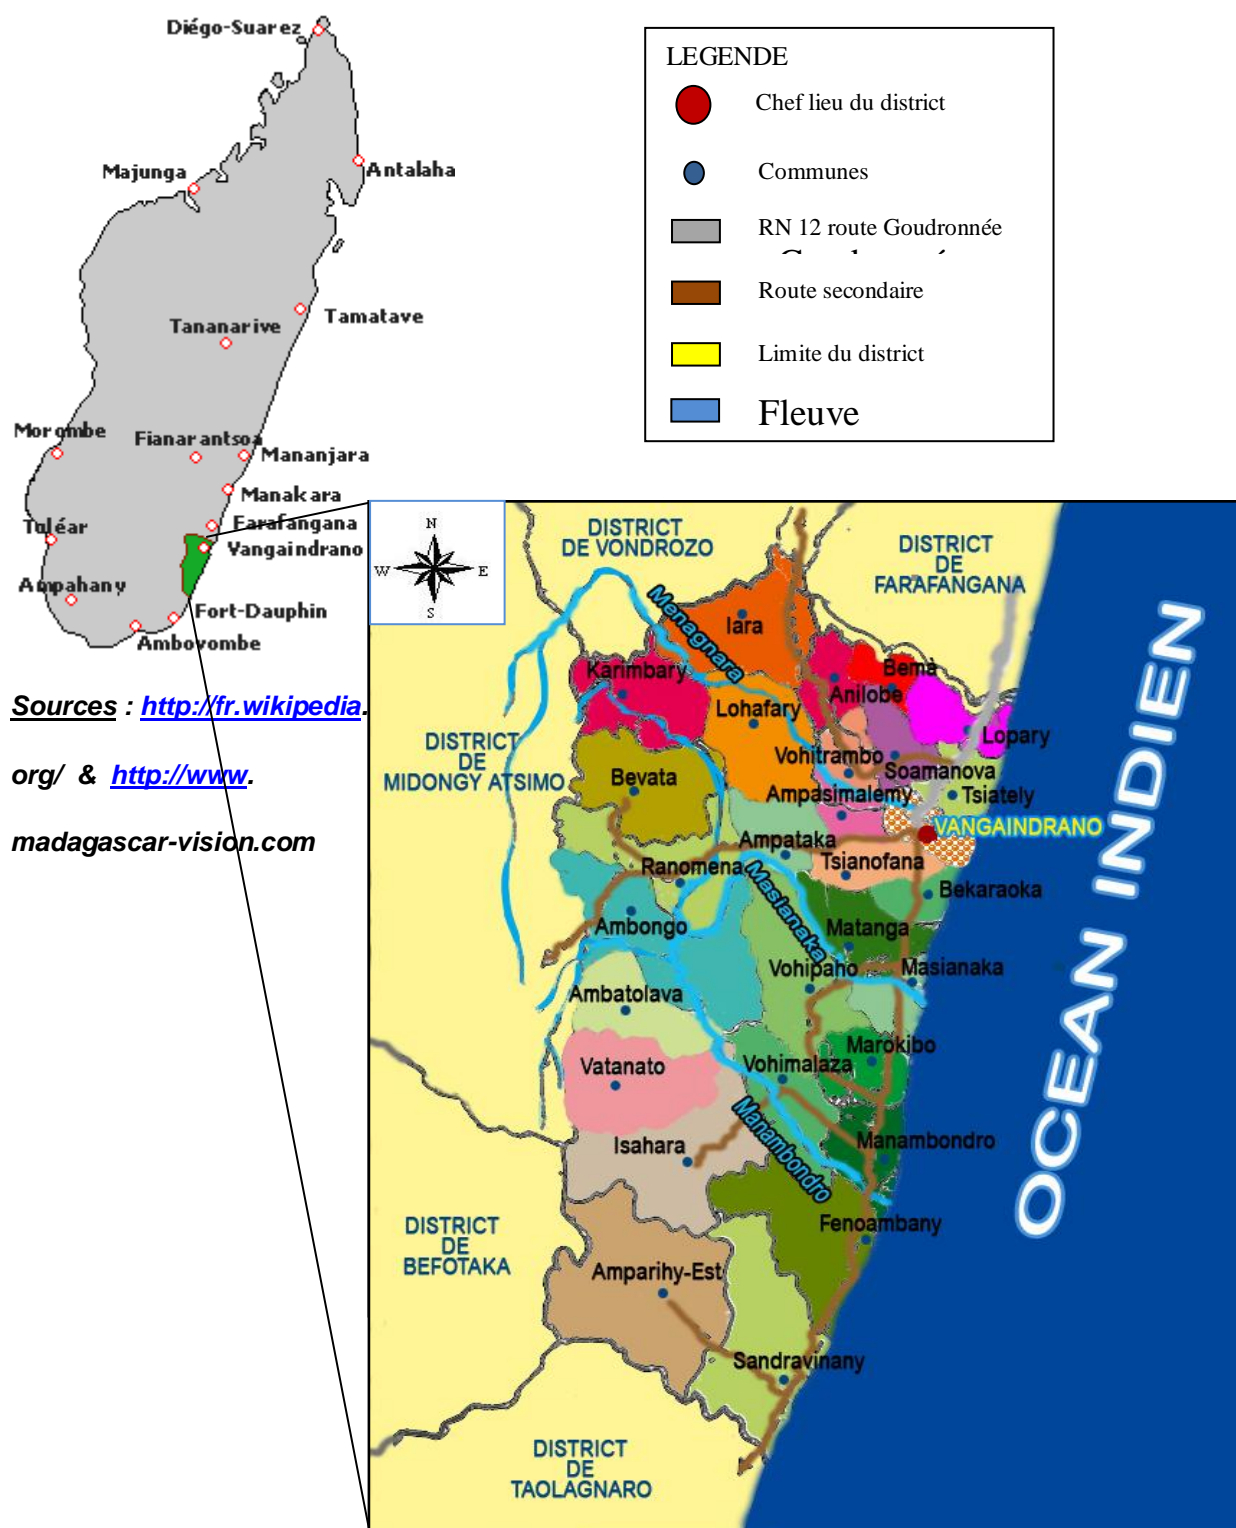 Diégo-Suarez
Majunga
Antalaha
Tamatave
Tananarive
Morombe
Fianarantsoa
Mananjara
Manakara
Farafangana
Tuléar
Vangaindrano
Ampahany
Fort-Dauphin
Ambovombe
LEGENDE
Chef lieu du district
Communes
RN 12 route Goudronnée
Route secondaire
Limite du district
Fleuve
Sources : http://fr.wikipedia.
org/ & http://www.
madagascar-vision.com
N
W E
S
DISTRICT
DE VONDROZO
DISTRICT
DE
FARAFANGANA
Menagnara
Iara
Karimbary
Bema
Anilobe
Lohafary
Lopary
DISTRICT
DE
MIDONGY ATSIMO
Vohitrambo
Soamanova
Bevata
Ampasimalemy
Tsiately
VANGAINDRANO
Ampataka
Ranomena
Tsianofana
Bekaraoka
Masianaka
Ambongo
Matanga
Vohipaho
Masianaka
Ambatolava
Marokibo
Vatanato
Vohimalaza
Manambondro
Isahara
Manambondro
Fenoambany
DISTRICT
DE
BEFOTAKA
Amparihy-Est
Sandravinany
DISTRICT
DE
TAOLAGNARO
OCEAN INDIEN